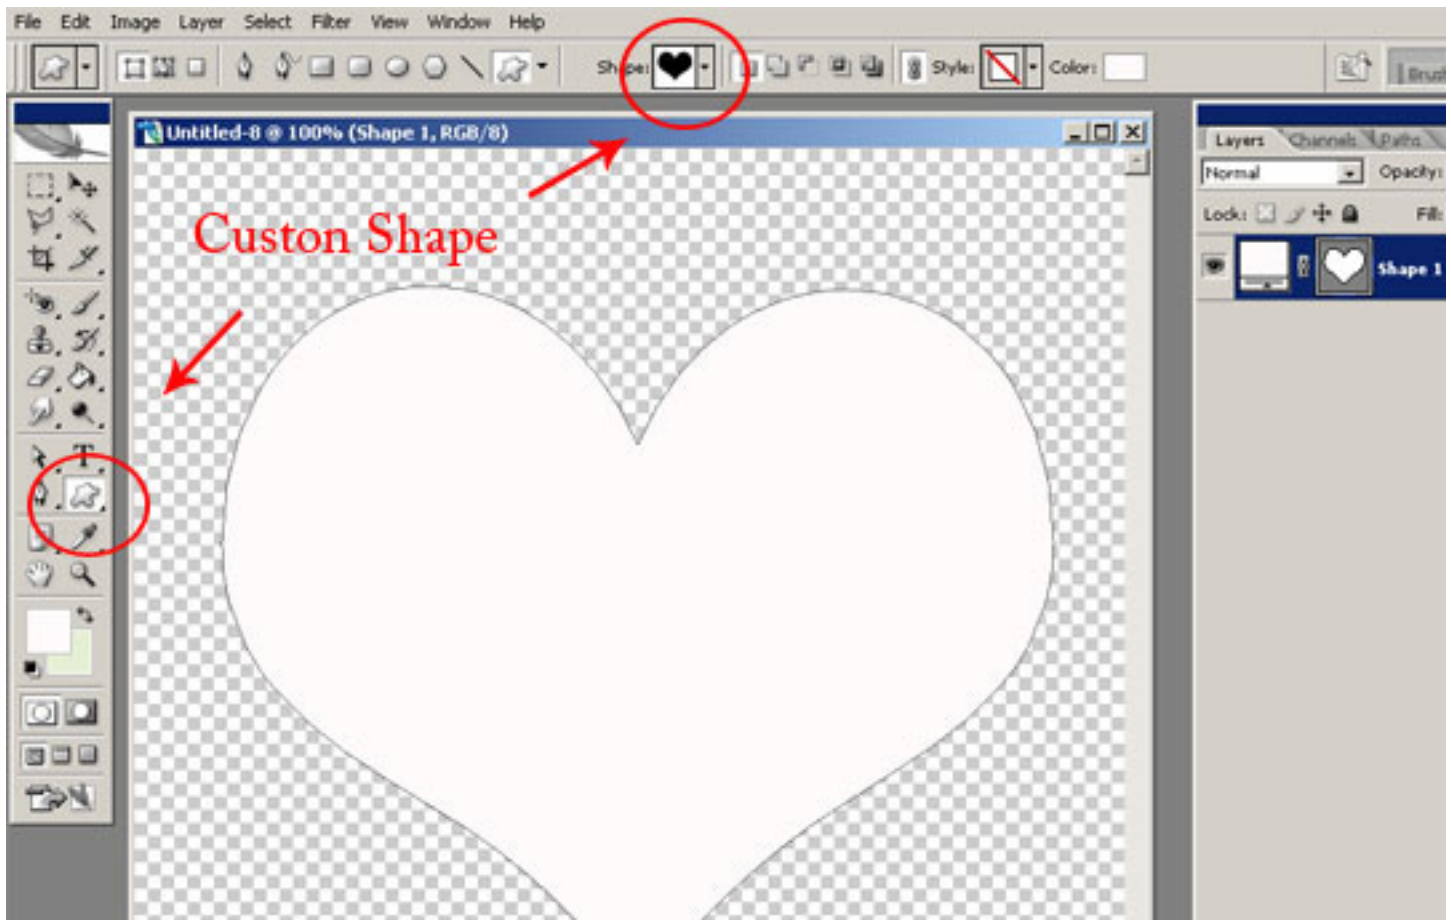 File Edit Image Layer Select Filter View Window Help
Shape: Style: Color:
Untitled-8 @ 100% (Shape 1, RGB/8)
Custon Shape
T
Layers Channels Paths
Normal Opacity:
Lock: Fill:
Shape 1